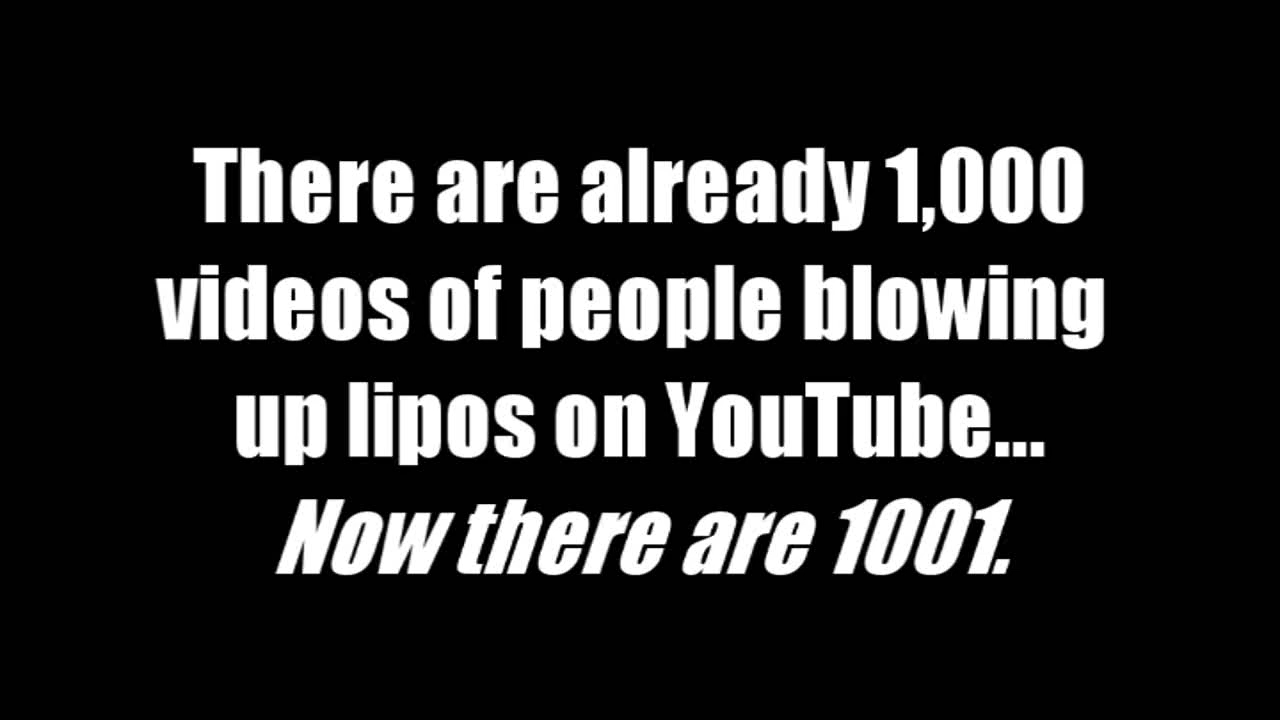 There are already 1,000
videos of people blowing
up lipos on YouTube...
Now there are 1001.